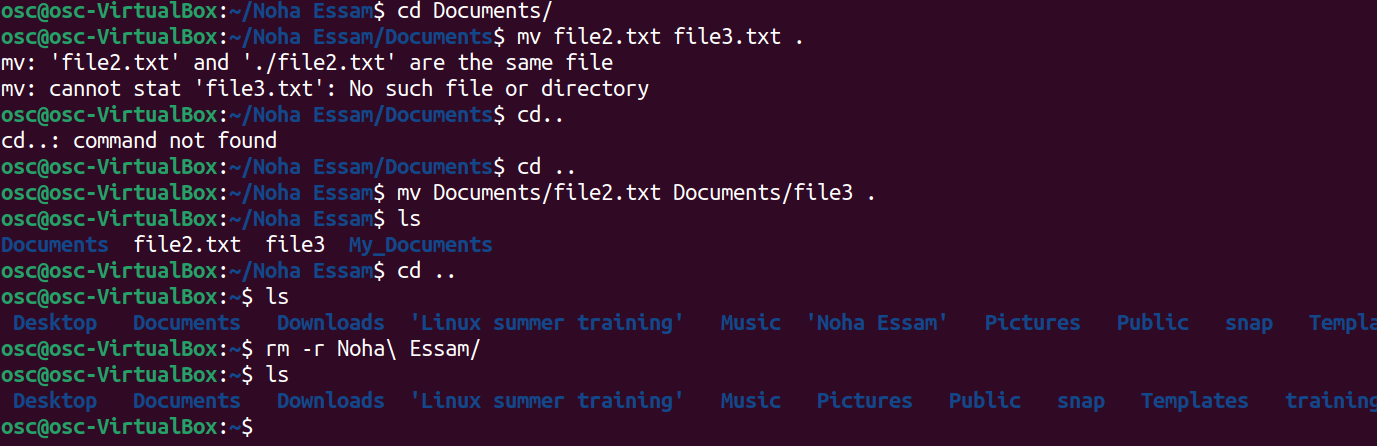 osc@osc-VirtualBox:~/Noha Essam$ cd Documents/
osc@osc-VirtualBox:~/Noha Essam/Documents$ mv file2.txt file3.txt .
mv: 'file2.txt' and './file2.txt' are the same file
mv: cannot stat 'file3.txt': No such file or directory
osc@osc-VirtualBox:~/Noha Essam/Documents$ cd..
cd..: command not found
osc@osc-VirtualBox:~/Noha Essam/Documents$ cd ..
osc@osc-VirtualBox:~/Noha Essam$ mv Documents/file2.txt Documents/file3 .
osc@osc-VirtualBox:~/Noha Essam$ ls
Documents  file2.txt  file3  My_Documents
osc@osc-VirtualBox:~/Noha Essam$ cd ..
osc@osc-VirtualBox:~$ ls
Desktop   Documents   Downloads  'Linux summer training'   Music  'Noha Essam'   Pictures   Public   snap   Templa
osc@osc-VirtualBox:~$ rm -r Noha\ Essam/
osc@osc-VirtualBox:~$ ls
Desktop   Documents   Downloads  'Linux summer training'   Music   Pictures   Public   snap   Templates   training
osc@osc-VirtualBox:~$